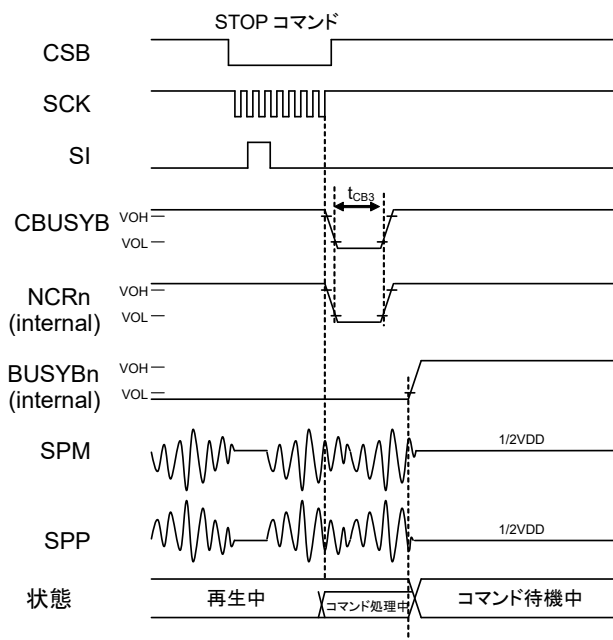 STOP コマンド
CSB
SCK
SI
tCB3
CBUSYB
VOH
VOL
NCRn
(internal)
VOH
VOL
BUSYBn
(internal)
VOH
VOL
SPM
1/2VDD
SPP
1/2VDD
状態
再生中
コマンド処理中
コマンド待機中